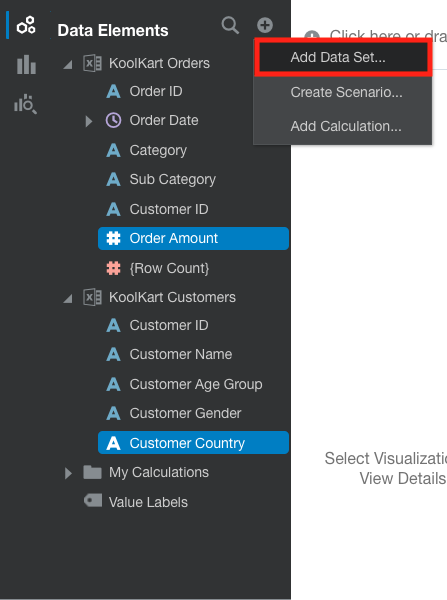 Data Elements
Click here or dra
Add Data Set...
Create Scenario...
Add Calculation...
KoolKart Orders
A Order ID
Order Date
A Category
A Sub Category
A Customer ID
# Order Amount
# {Row Count}
KoolKart Customers
A Customer ID
A Customer Name
A Customer Age Group
A Customer Gender
A Customer Country
My Calculations
Value Labels
Select Visualizati
View Details